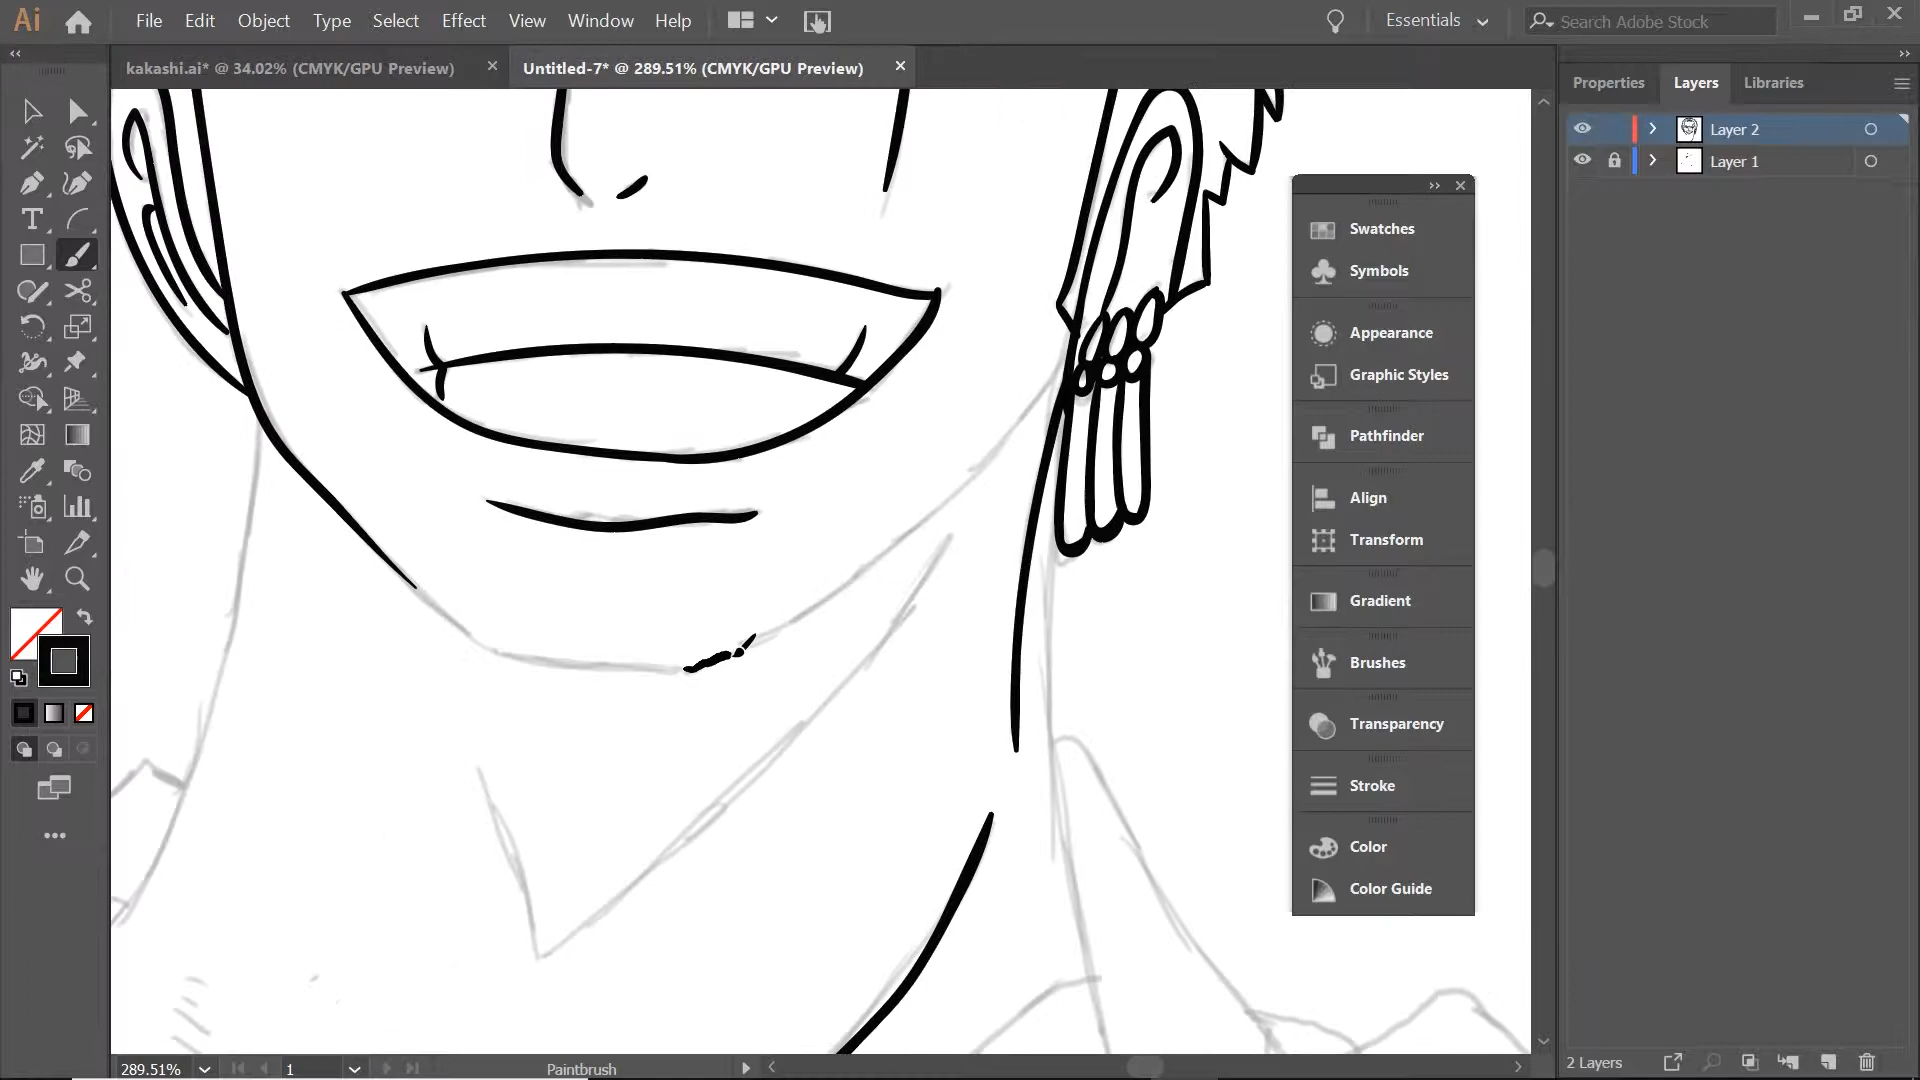 Ai File Edit Object Type Select Effect View Window Help Essentials Search Adobe Stock
kakashi.ai* @ 34.02% (CMYK/GPU Preview) Untitled-7* @ 289.51% (CMYK/GPU Preview)
Properties Layers Libraries
Layer 2
Layer 1
Swatches
Symbols
Appearance
Graphic Styles
Pathfinder
Align
Transform
Gradient
Brushes
Transparency
Stroke
Color
Color Guide
289.51% 1 Paintbrush 2 Layers